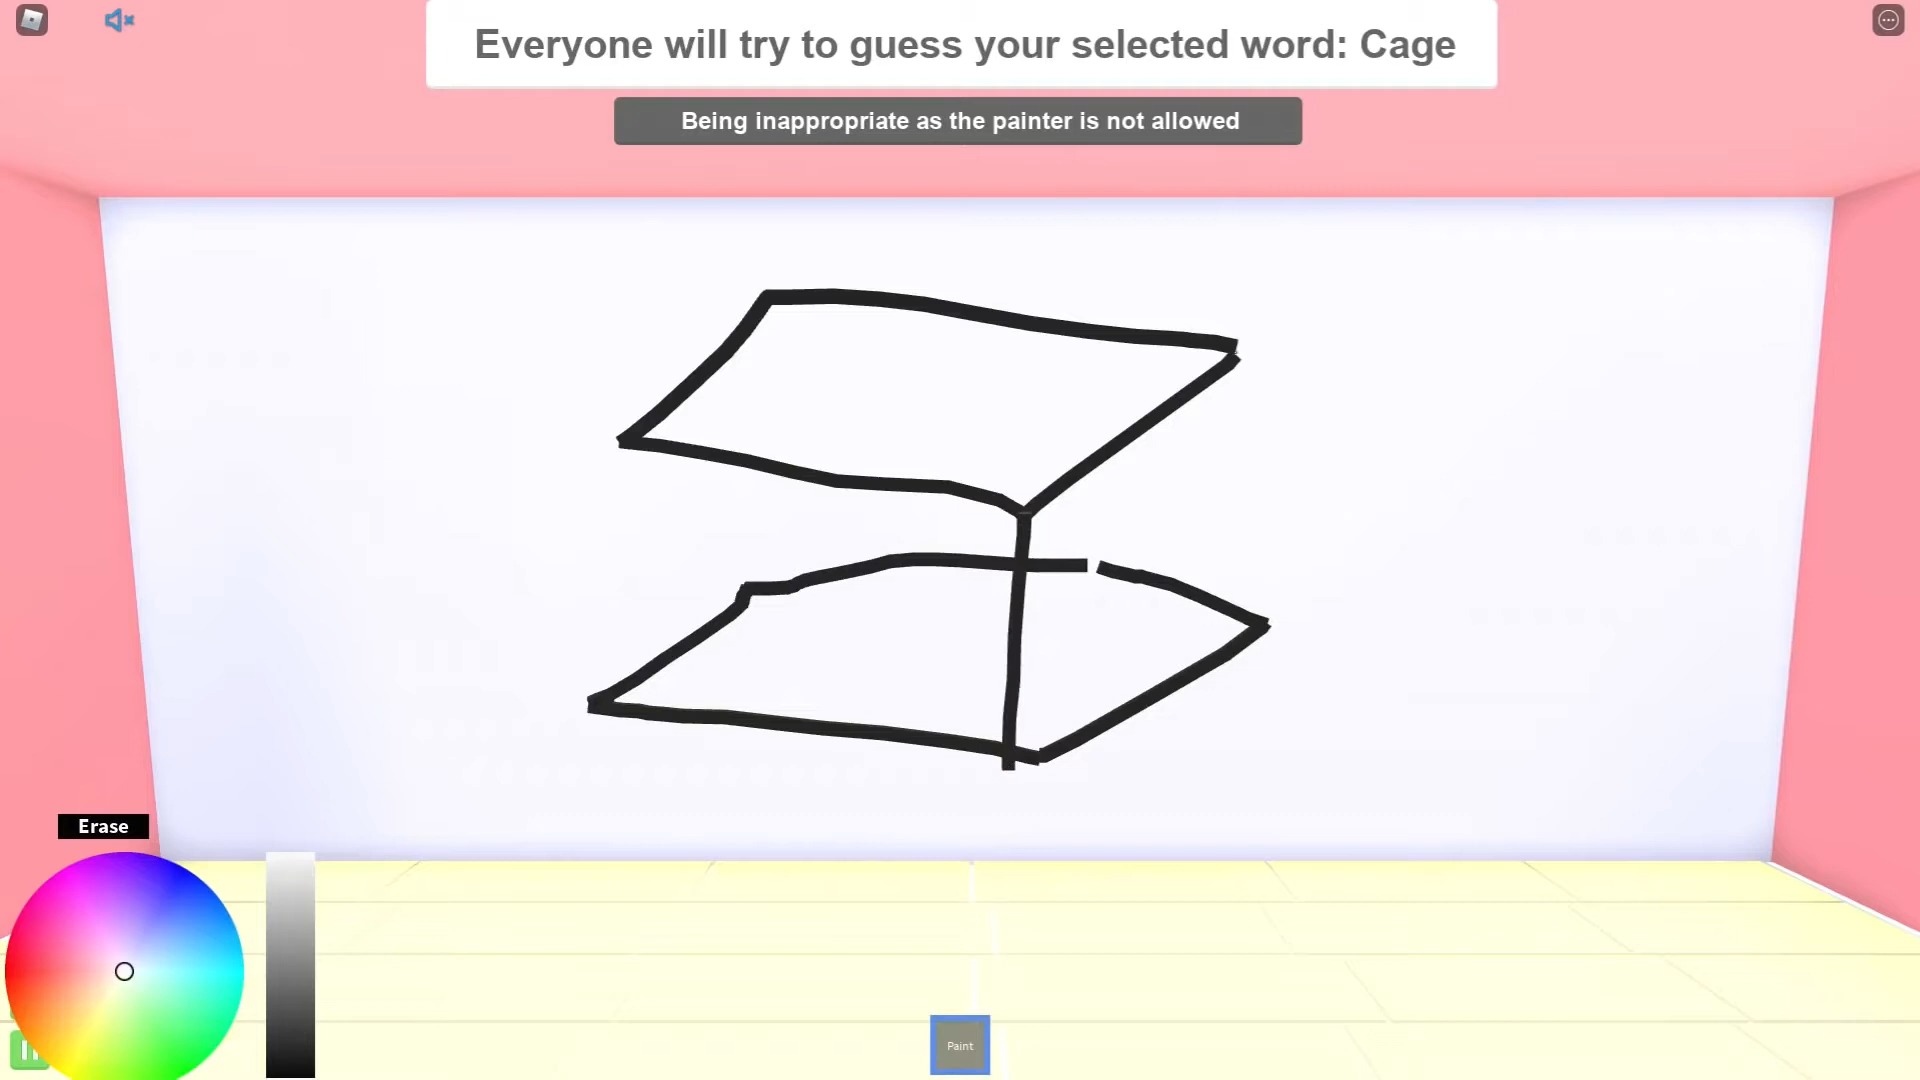 Everyone will try to guess your selected word: Cage
Being inappropriate as the painter is not allowed
Erase
Paint